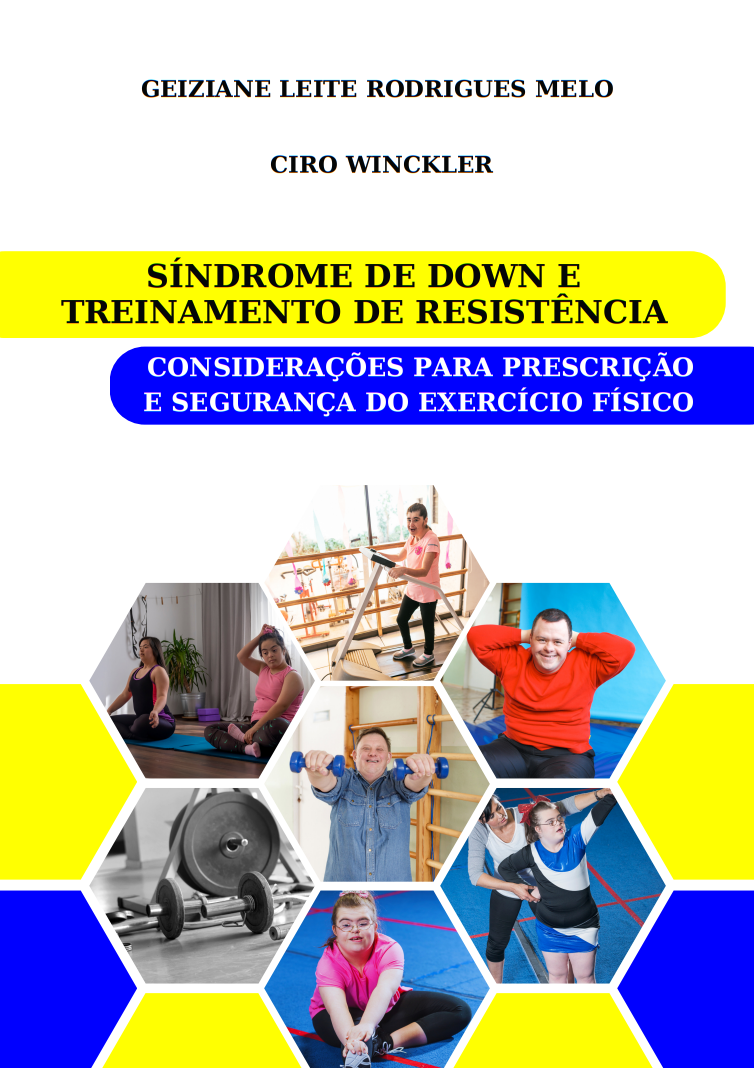 GEIZIANE LEITE RODRIGUES MELO
CIRO WINCKLER
SÍNDROME DE DOWN E
TREINAMENTO DE RESISTÊNCIA
CONSIDERAÇÕES PARA PRESCRIÇÃO
E SEGURANÇA DO EXERCÍCIO FÍSICO